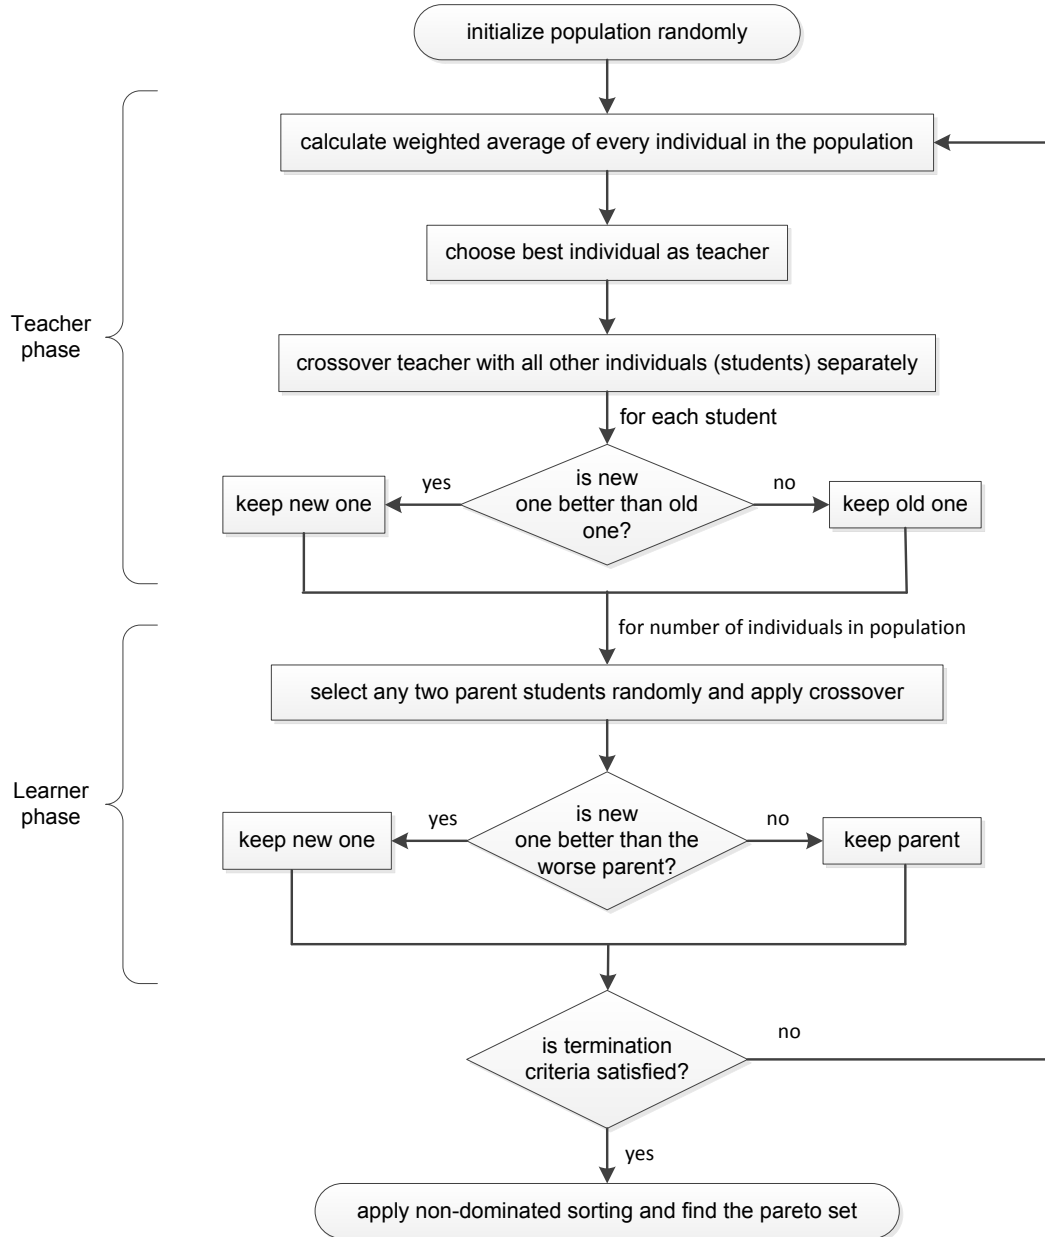 initialize population randomly
calculate weighted average of every individual in the population
choose best individual as teacher
Teacher
phase
crossover teacher with all other individuals (students) separately
for each student
yes
is new
one better than old
one?
no
keep new one
keep old one
for number of individuals in population
select any two parent students randomly and apply crossover
Learner
phase
yes
is new
one better than the
worse parent?
no
keep new one
keep parent
is termination
criteria satisfied?
no
yes
apply non-dominated sorting and find the pareto set